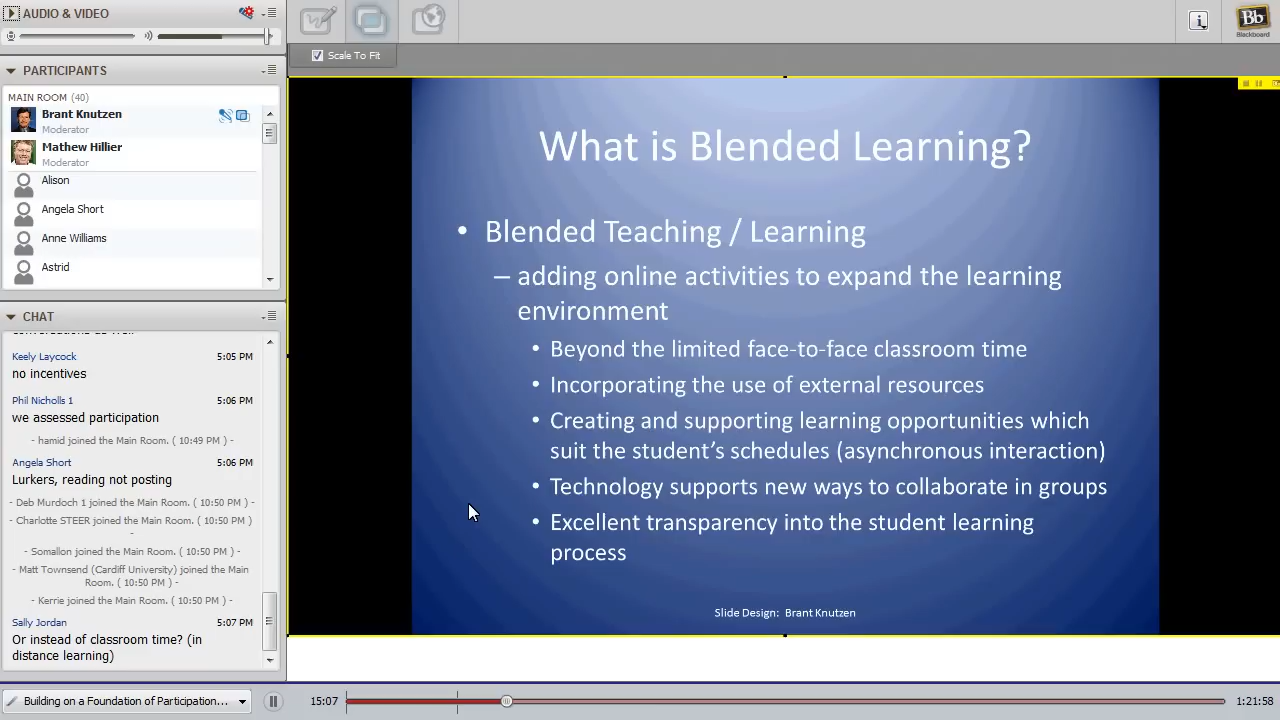 AUDIO & VIDEO
PARTICIPANTS
MAIN ROOM (40)
Brant Knutzen
Moderator
Mathew Hillier
Moderator
Alison
Angela Short
Anne Williams
Astrid
CHAT
Keely Laycock 5:05 PM
no incentives
Phil Nicholls 1 5:06 PM
we assessed participation
- hamid joined the Main Room. ( 10:49 PM ) -
Angela Short 5:06 PM
Lurkers, reading not posting
- Deb Murdoch 1 joined the Main Room. ( 10:50 PM ) -
- Charlotte STEER joined the Main Room. ( 10:50 PM )
-
- Somallon joined the Main Room. ( 10:50 PM ) -
- Matt Townsend (Cardiff University) joined the Main
Room. ( 10:50 PM ) -
- Kerrie joined the Main Room. ( 10:50 PM ) -
Sally Jordan 5:07 PM
Or instead of classroom time? (in
distance learning)
Building on a Foundation of Participation...
15:07
1:21:58
Scale To Fit
Bb
Blackboard
What is Blended Learning?
• Blended Teaching / Learning
– adding online activities to expand the learning
environment
• Beyond the limited face-to-face classroom time
• Incorporating the use of external resources
• Creating and supporting learning opportunities which
suit the student's schedules (asynchronous interaction)
• Technology supports new ways to collaborate in groups
• Excellent transparency into the student learning
process
Slide Design: Brant Knutzen